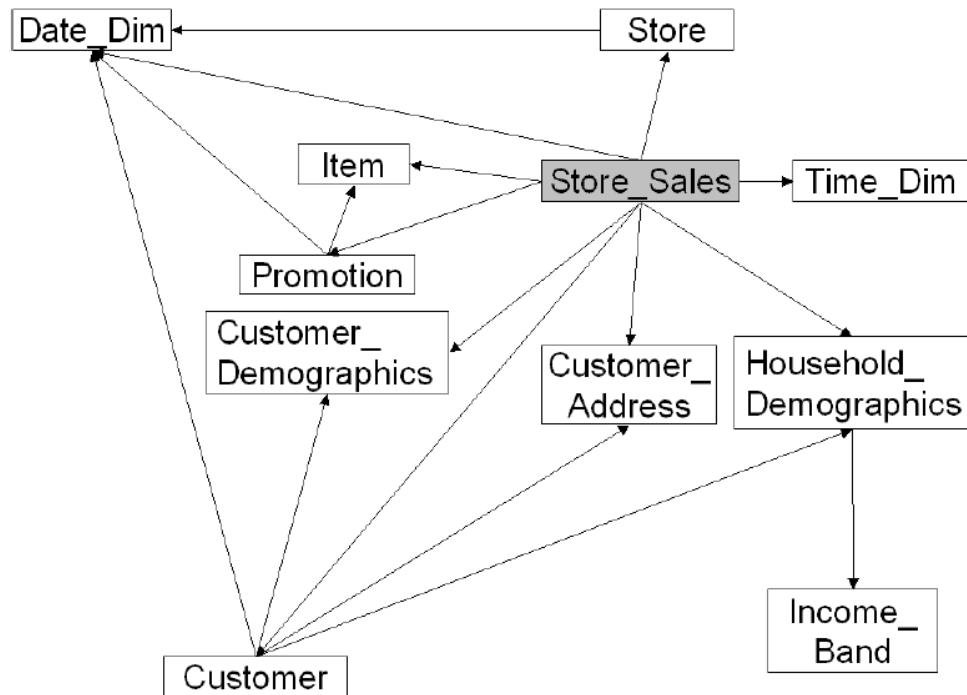 Date_Dim
Store
Item
Store_Sales
Time_Dim
Promotion
Customer_
Demographics
Customer_
Address
Household_
Demographics
Income_
Band
Customer